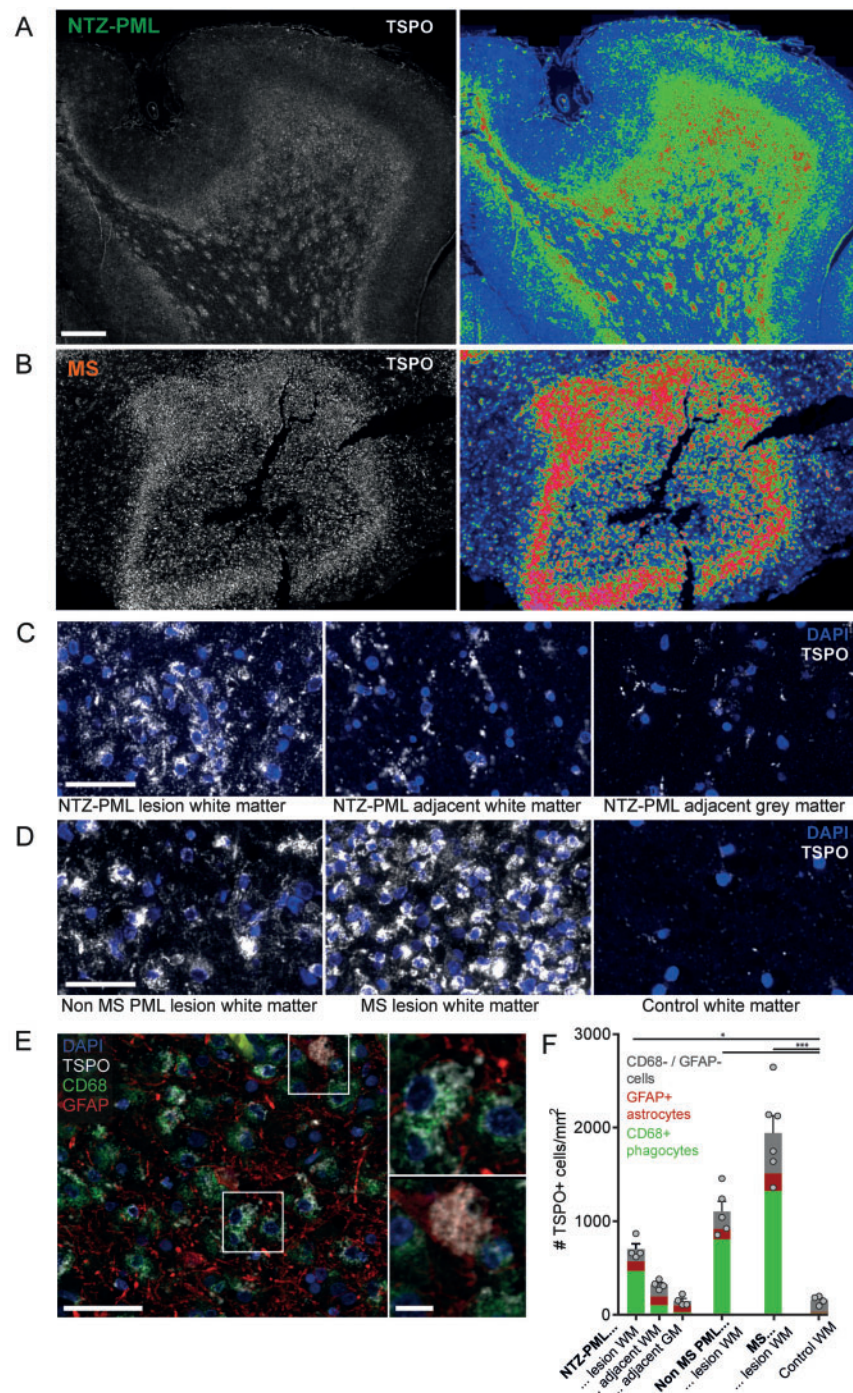 A
NTZ-PML
TSPO
B
MS
TSPO
C
DAPI
TSPO
NTZ-PML lesion white matter
NTZ-PML adjacent white matter
NTZ-PML adjacent grey matter
D
DAPI
TSPO
Non MS PML lesion white matter
MS lesion white matter
Control white matter
E
DAPI
TSPO
CD68
GFAP
F
# TSPO+ cells/mm2
3000
2000
1000
0
*
***
CD68- / GFAP-
cells
GFAP+
astrocytes
CD68+
phagocytes
NTZ-PML...
... lesion WM
... adjacent WM
... adjacent GM
Non MS PML...
... lesion WM
MS...
... lesion WM
Control WM